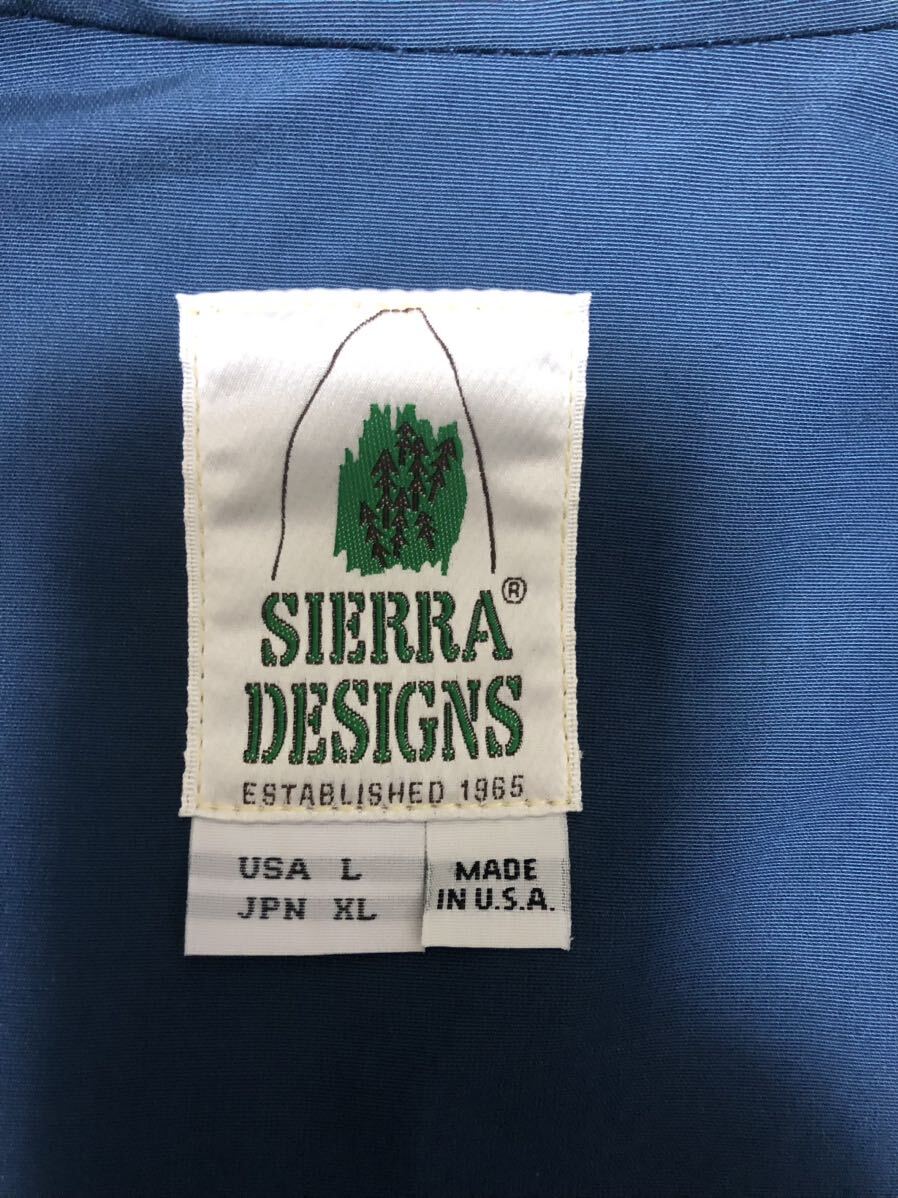 SIERRA®
DESIGNS
ESTABLISHED 1965
USA L
JPN XL
MADE
IN U.S.A.